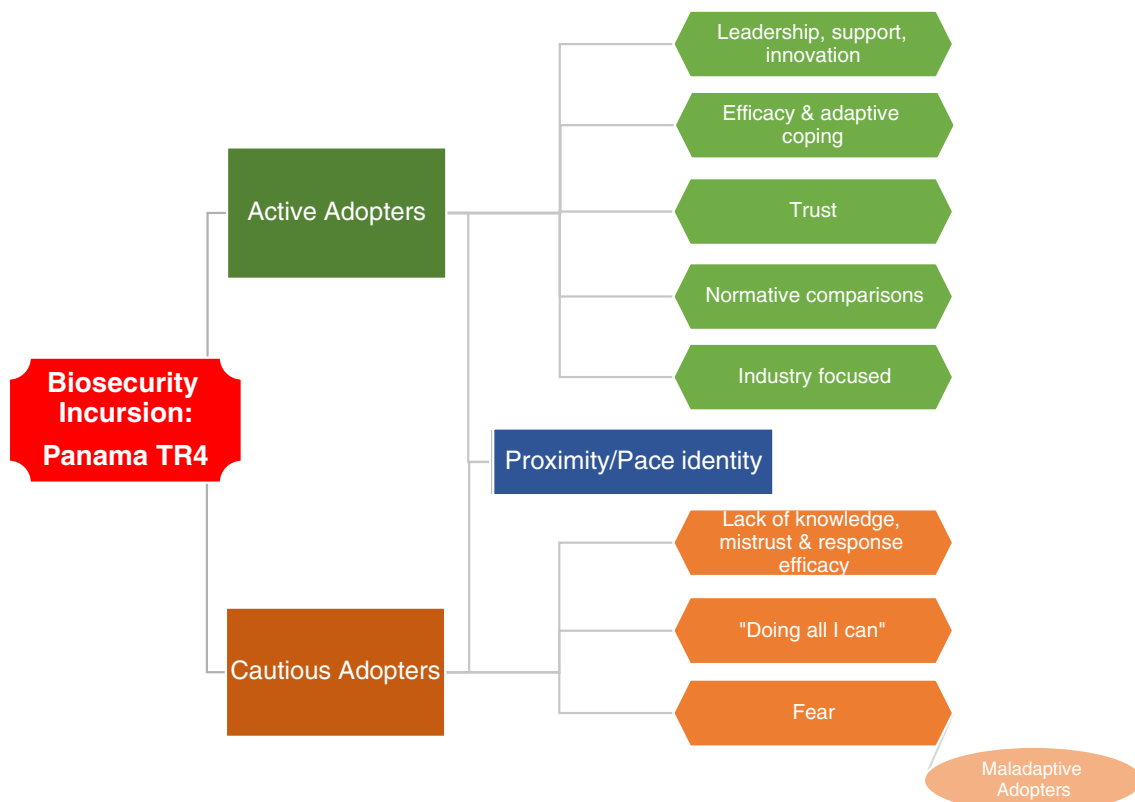 Leadership, support,
innovation
Efficacy & adaptive
coping
Active Adopters
Trust
Normative comparisons
Industry focused
Biosecurity
Incursion:
Panama TR4
Proximity/Pace identity
Lack of knowledge,
mistrust & response
efficacy
"Doing all I can"
Cautious Adopters
Fear
Maladaptive
Adopters